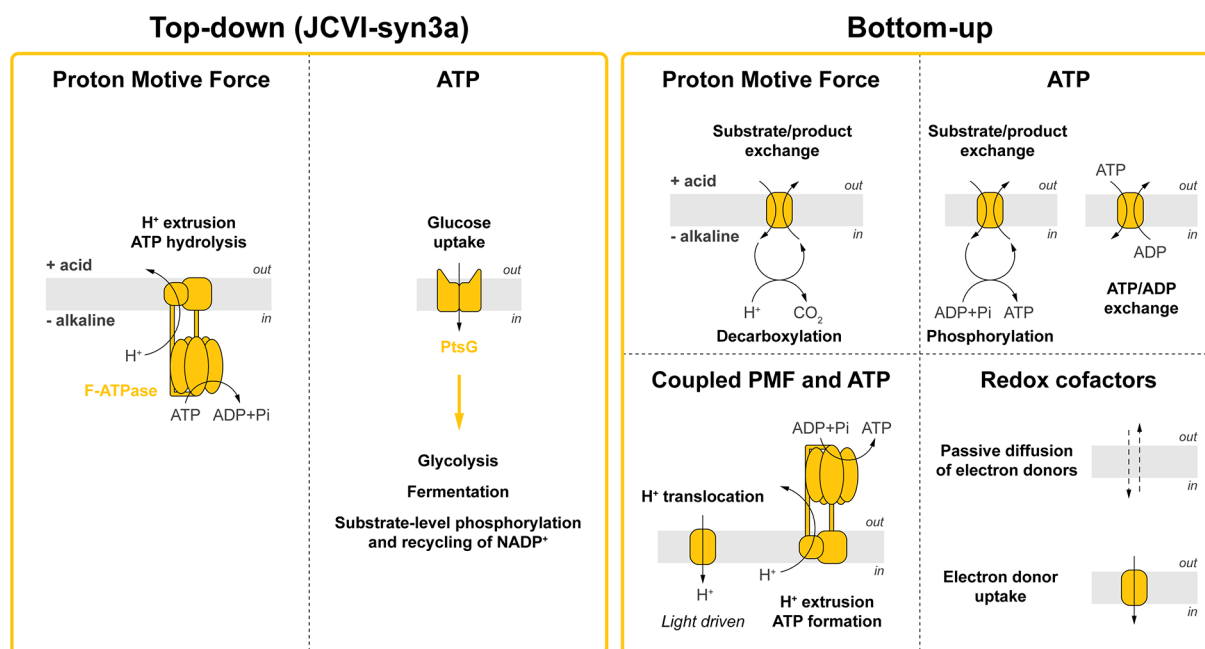 Top-down (JCVI-syn3a)
Proton Motive Force
ATP
H⁺ extrusion
ATP hydrolysis
+ acid
out
- alkaline
in
H⁺
F-ATPase
ATP
ADP+Pi
Glucose
uptake
out
in
PtsG
Glycolysis
Fermentation
Substrate-level phosphorylation
and recycling of NADP⁺
Bottom-up
Proton Motive Force
Substrate/product
exchange
+ acid
out
- alkaline
in
H⁺
CO₂
Decarboxylation
ATP
Substrate/product
exchange
out
in
ADP+Pi
ATP
Phosphorylation
ATP
out
in
ADP
ATP/ADP
exchange
Coupled PMF and ATP
ADP+Pi
ATP
H⁺ translocation
out
in
H⁺
H⁺
Light driven
H⁺ extrusion
ATP formation
Redox cofactors
Passive diffusion
of electron donors
out
in
Electron donor
uptake
out
in